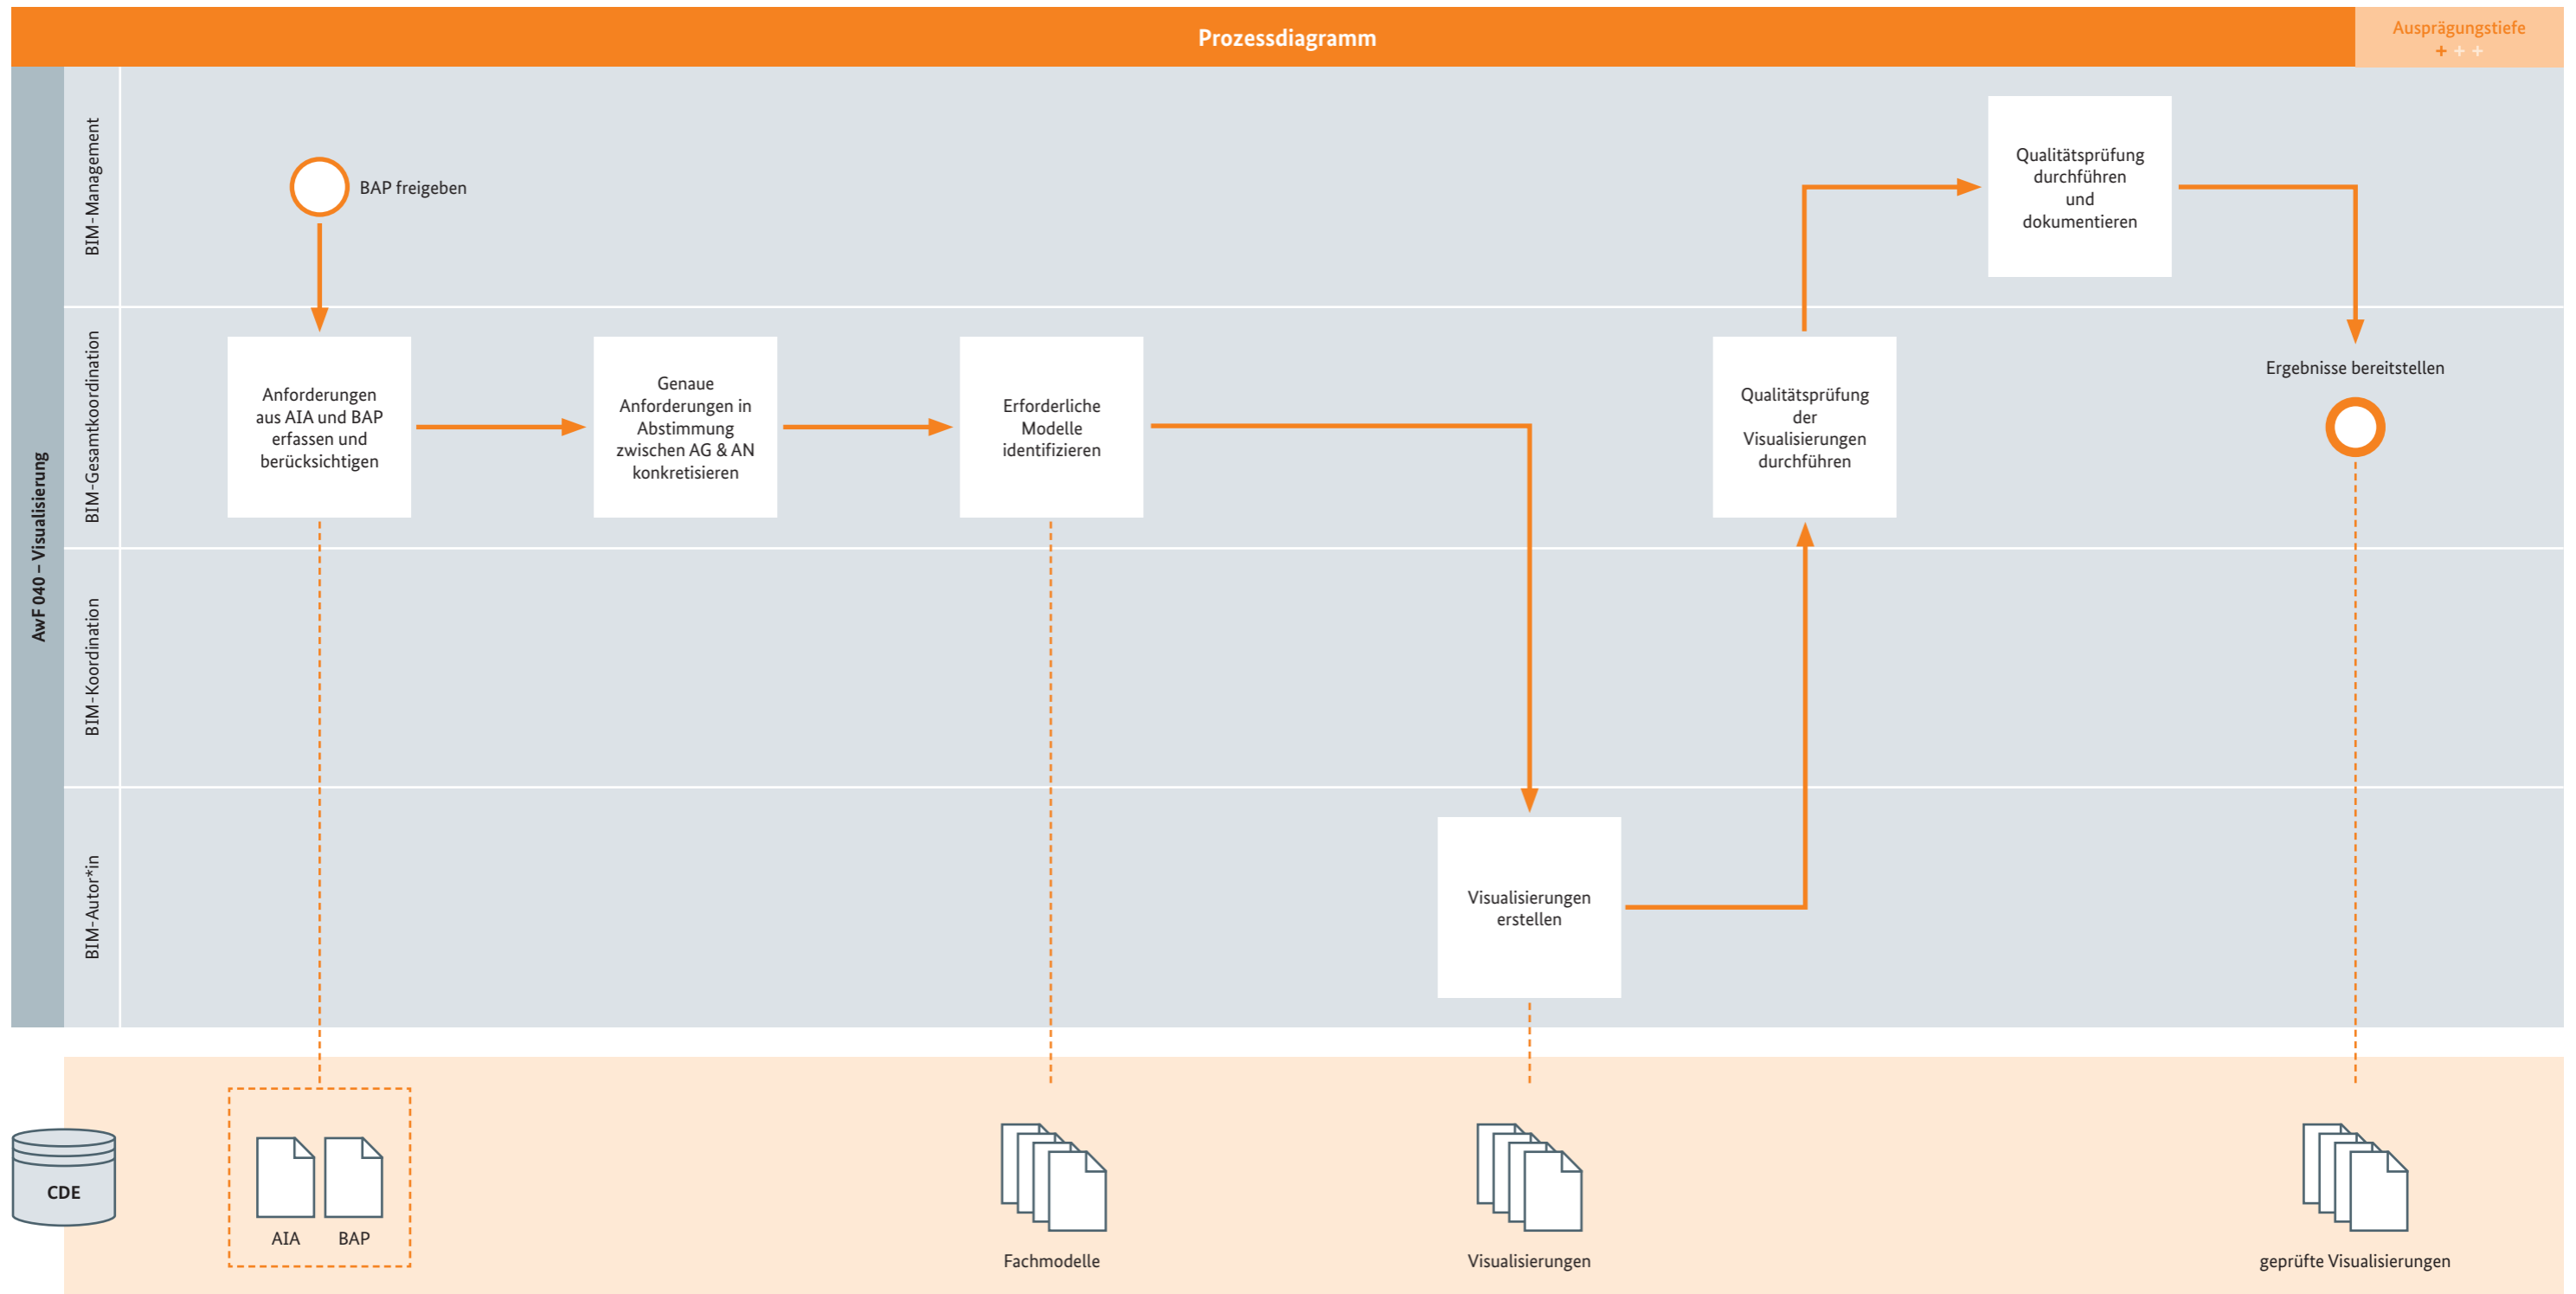 Prozessdiagramm
Ausprägungstiefe
+ + +
AwF 040 – Visualisierung
BIM-Management
BAP freigeben
Qualitätsprüfung
durchführen
und
dokumentieren
BIM-Gesamtkoordination
Anforderungen
aus AIA und BAP
erfassen und
berücksichtigen
Genaue
Anforderungen in
Abstimmung
zwischen AG & AN
konkretisieren
Erforderliche
Modelle
identifizieren
Qualitätsprüfung
der
Visualisierungen
durchführen
Ergebnisse bereitstellen
BIM-Koordination
BIM-Autor*in
Visualisierungen
erstellen
CDE
AIA
BAP
Fachmodelle
Visualisierungen
geprüfte Visualisierungen